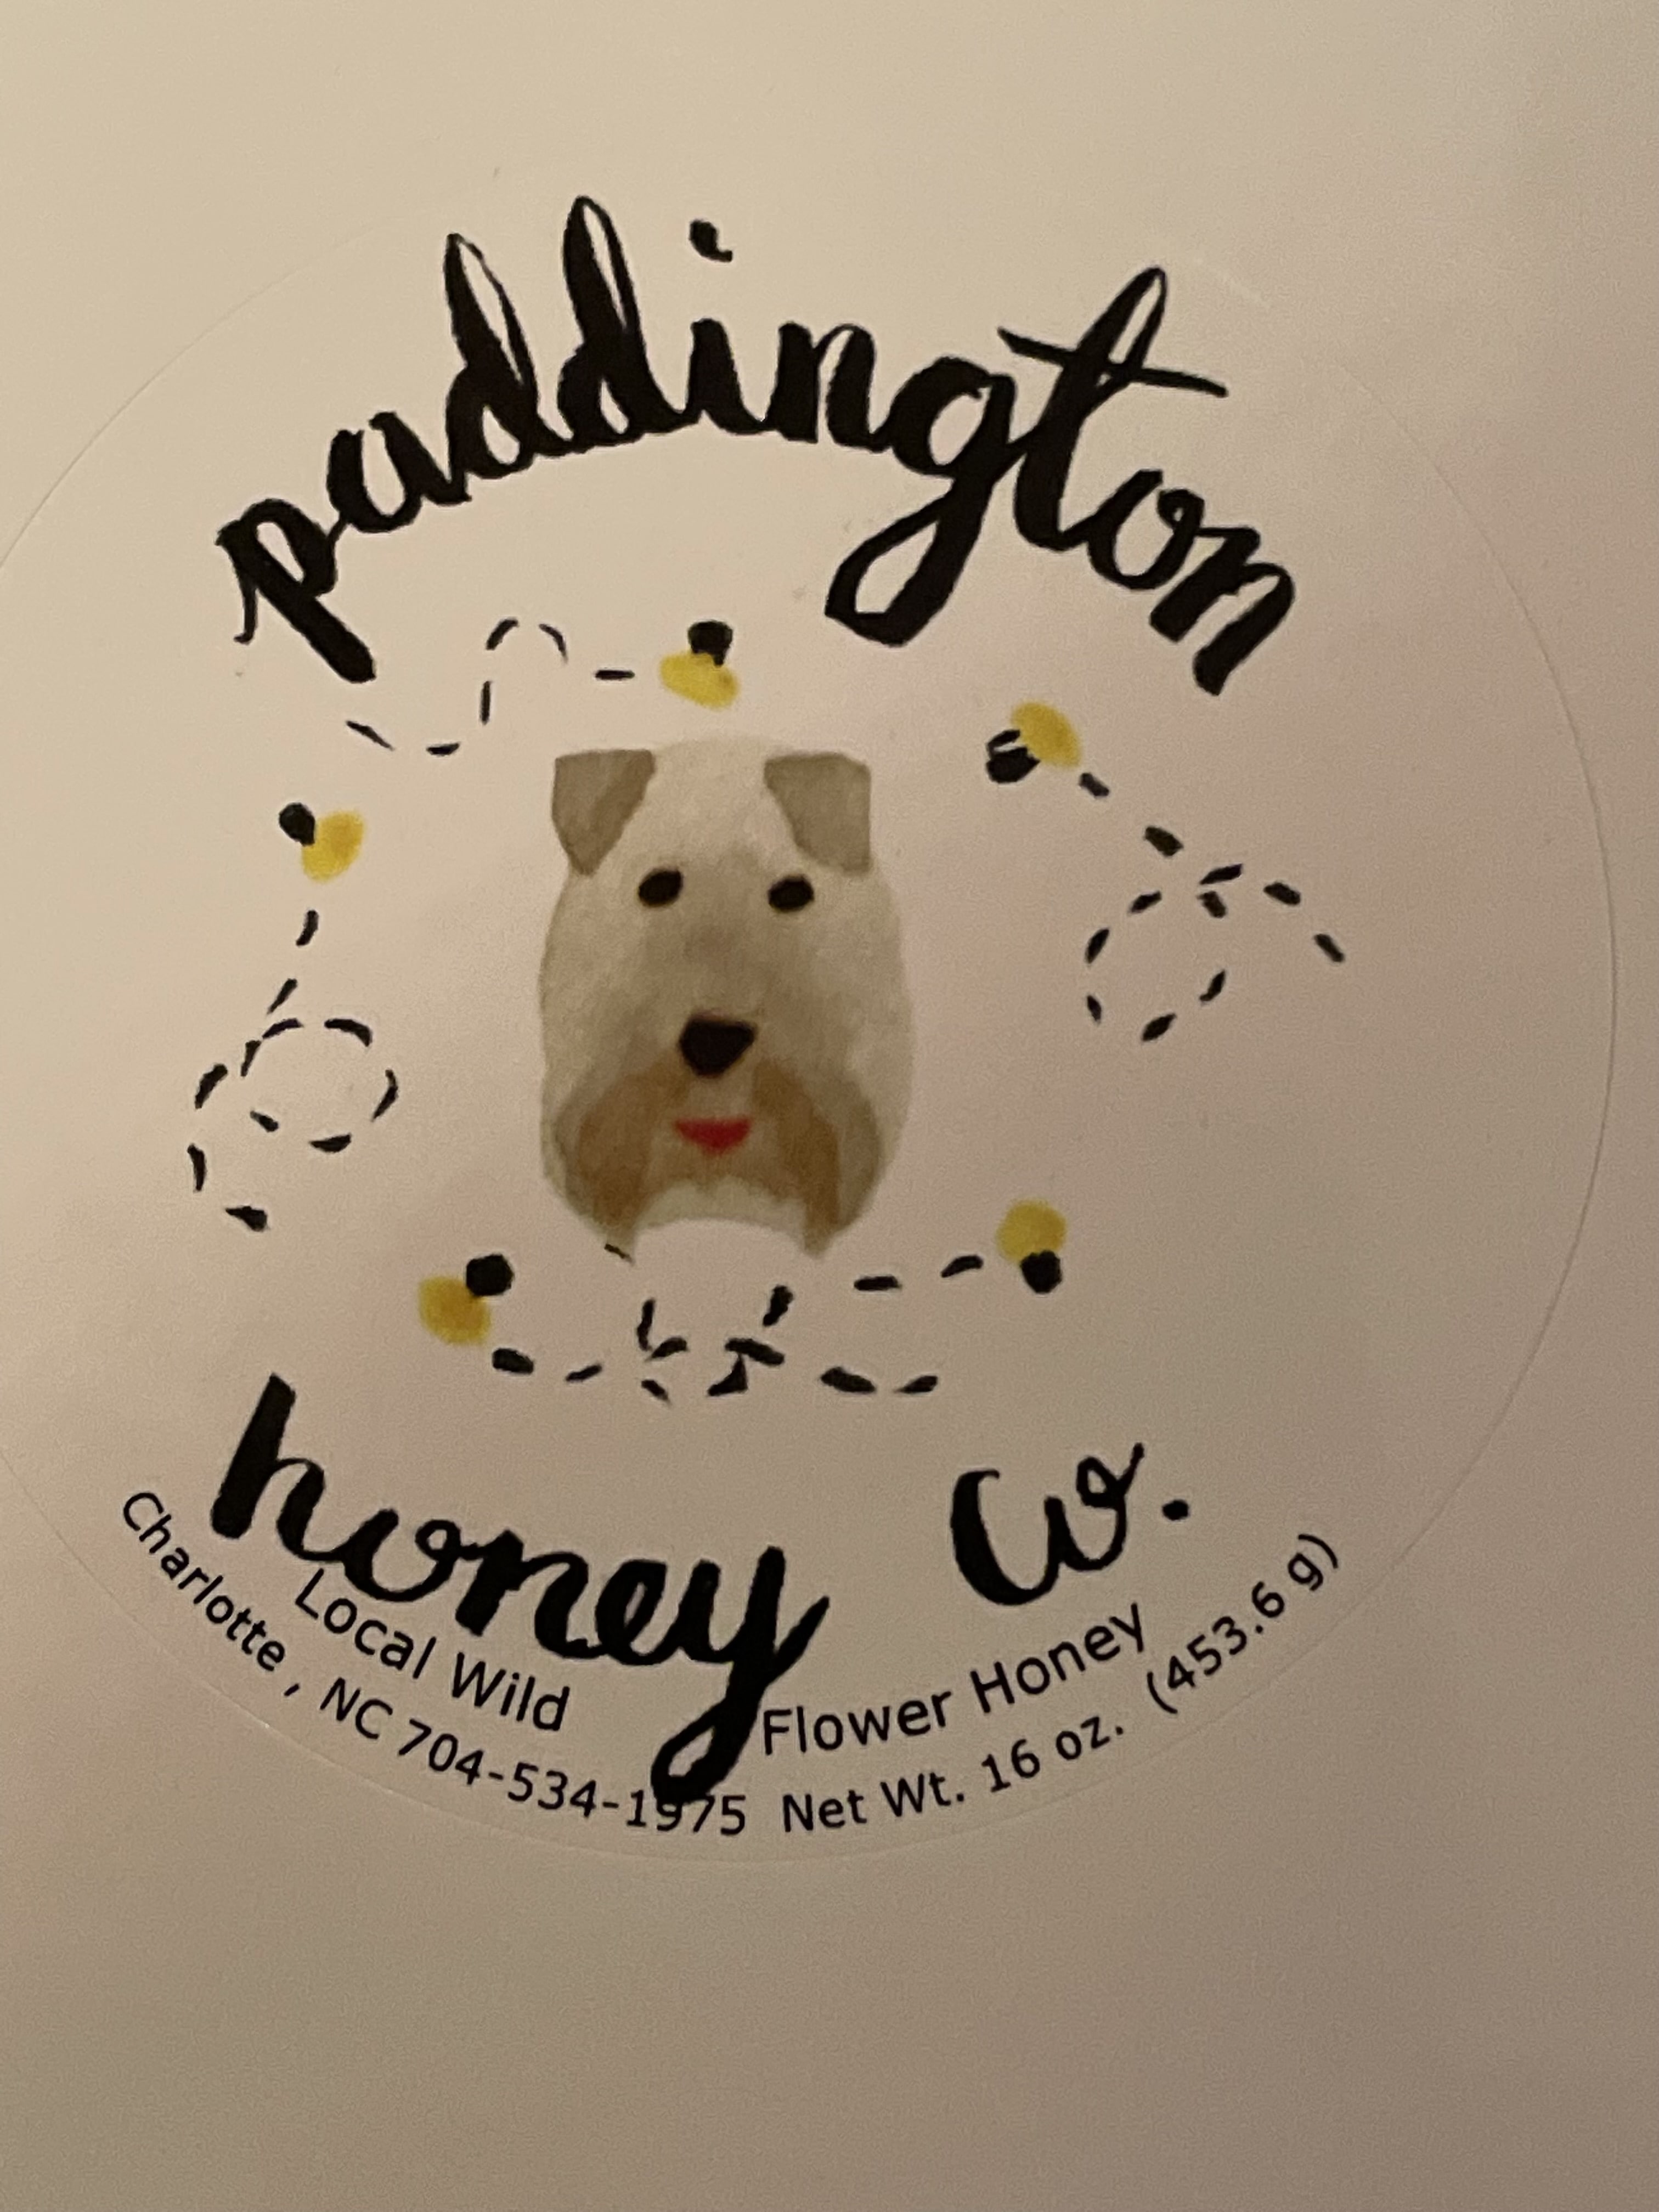 paddington
honey co.
Local Wild Flower Honey
Charlotte , NC 704-534-1975 Net Wt. 16 oz. (453.6 g)